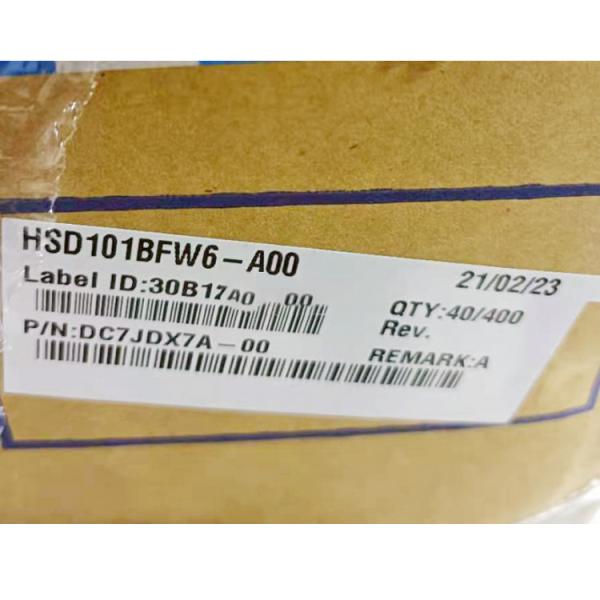 HSD101BFW6-A00
21/02/23
Label ID:30B17A0 00
QTY:40/400
Rev.
P/N:DC7JDX7A-00
REMARK:A